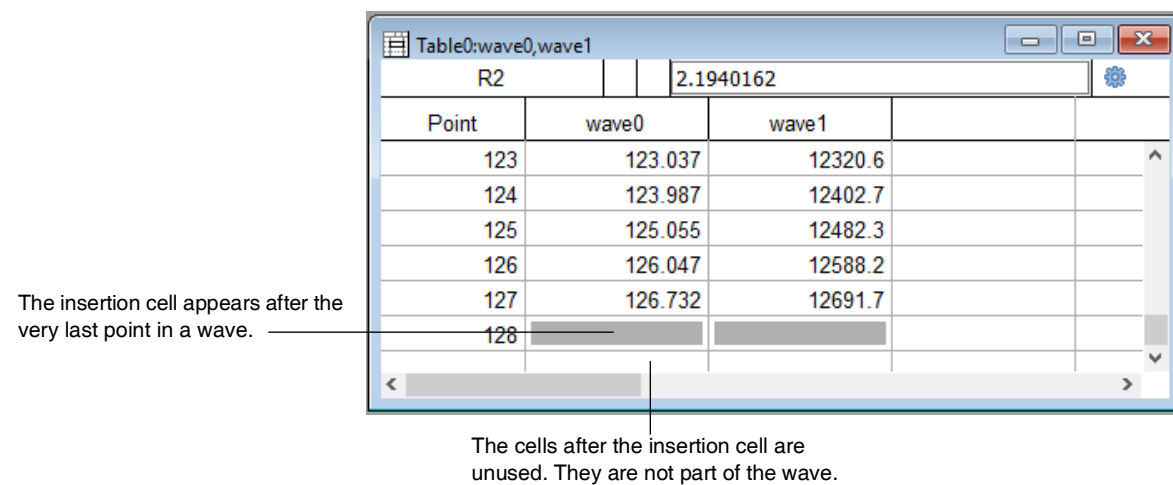 Table0:wave0,wave1
R2 2.1940162
Point wave0 wave1
123 123.037 12320.6
124 123.987 12402.7
125 125.055 12482.3
126 126.047 12588.2
127 126.732 12691.7
128
The insertion cell appears after the
very last point in a wave.
The cells after the insertion cell are
unused. They are not part of the wave.